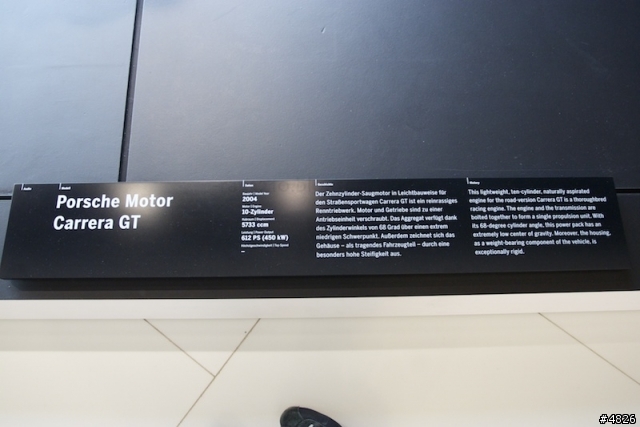 Porsche Motor
Carrera GT
2004
10-Zylinder
5733 ccm
612 PS (450 kW)
Der Zehnzylinder-Saugmotor in Leichtbauweise für
den Straßensportwagen Carrera GT ist ein reinrassiges
Renntriebwerk. Motor und Getriebe sind zu einer
Antriebseinheit verschraubt. Das Aggregat verfügt dank
des Zylinderwinkels von 68 Grad über einen extrem
niedrigen Schwerpunkt. Außerdem zeichnet sich das
Gehäuse – als tragendes Fahrzeugteil – durch eine
besonders hohe Steifigkeit aus.
This lightweight, ten-cylinder, naturally aspirated
engine for the road-version Carrera GT is a thoroughbred
racing engine. The engine and the transmission are
bolted together to form a single propulsion unit. With
its 68-degree cylinder angle, this power pack has an
extremely low center of gravity. Moreover, the housing,
as a weight-bearing component of the vehicle, is
exceptionally rigid.
#4826